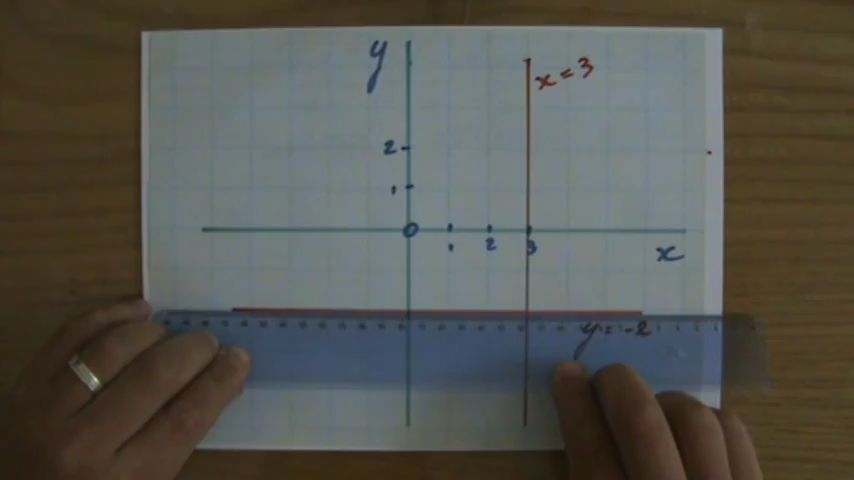 y
x = 3
2
1
0
1 2 3
x
y = -2